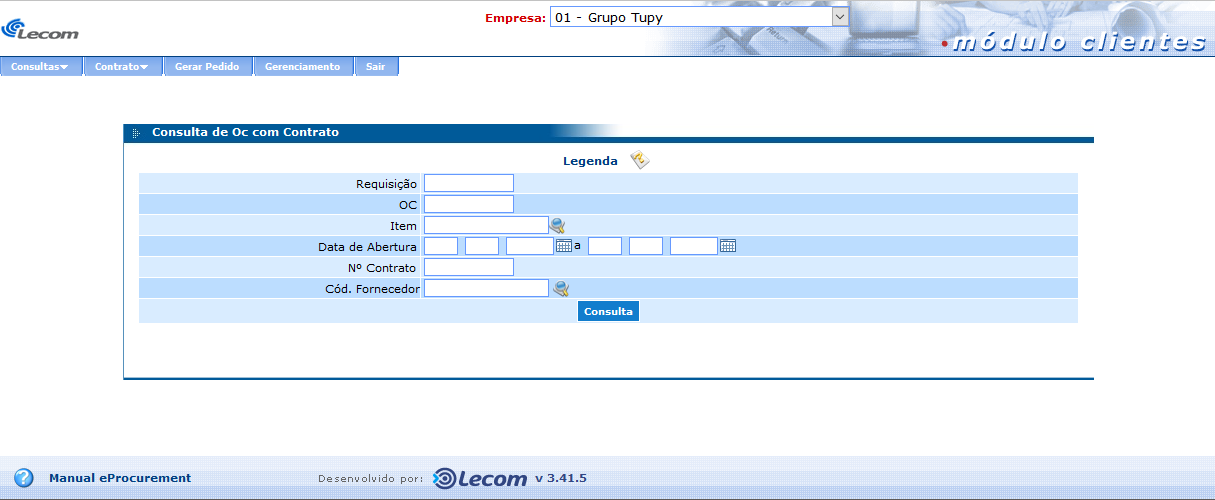 Lecom
Empresa: 01 - Grupo Tupy
módulo clientes
Consultas Contrato Gerar Pedido Gerenciamento Sair
Consulta de Oc com Contrato
Legenda
Requisição
OC
Item
Data de Abertura a
Nº Contrato
Cód. Fornecedor
Consulta
Manual eProcurement Desenvolvido por: Lecom v 3.41.5